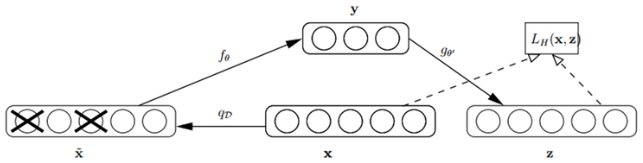 y
L_H(x, z)
f_θ
g_θ′
q_D
x̃
x
z